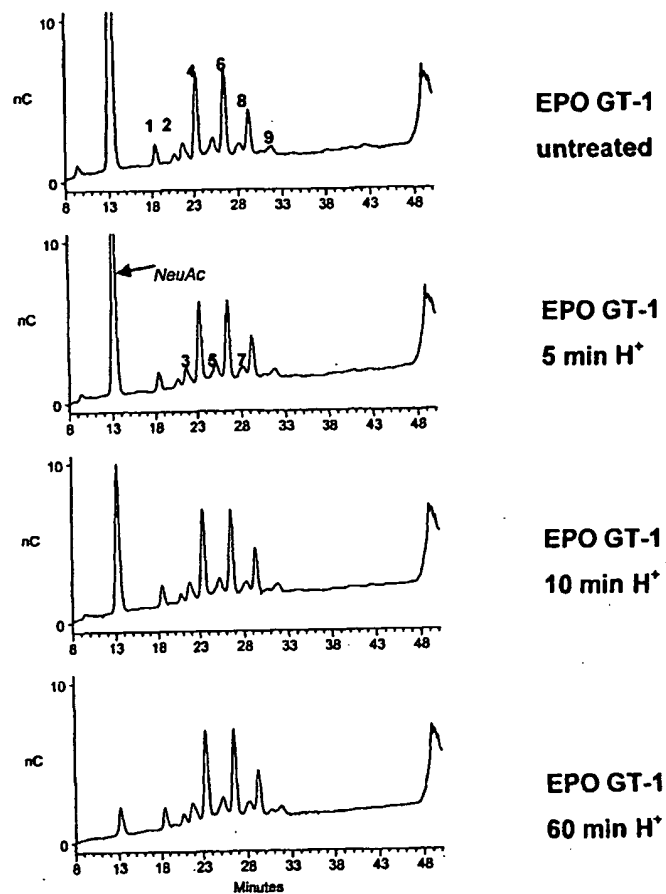 10
4 6
nC
8
1 2
9
0
8 13 18 23 28 33 38 43 48
EPO GT-1
untreated
10
NeuAc
nC
3 5 7
0
8 13 18 23 28 33 38 43 48
EPO GT-1
5 min H⁺
10
nC
0
8 13 18 23 28 33 38 43 48
EPO GT-1
10 min H⁺
10
nC
0
8 13 18 23 28 33 38 43 48
Minutes
EPO GT-1
60 min H⁺